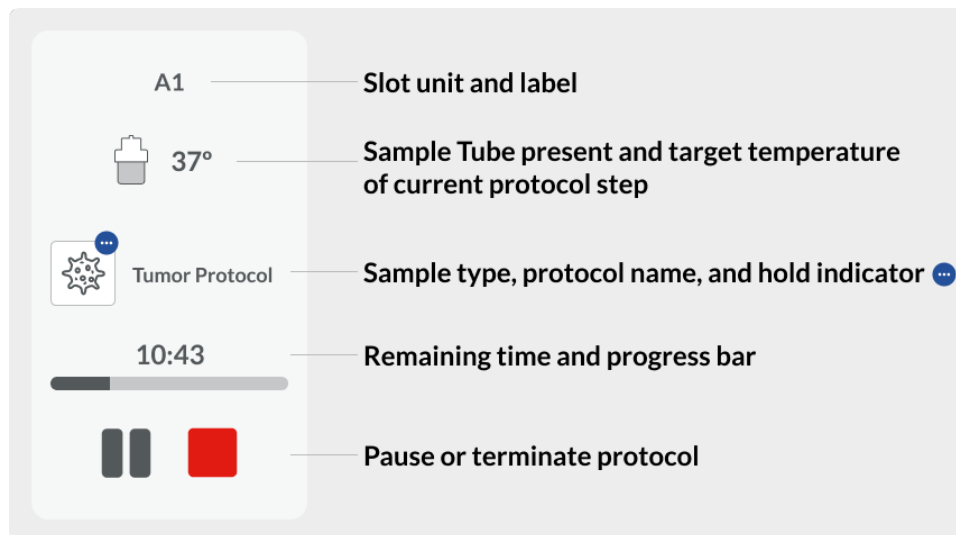 A1
Slot unit and label
37º
Sample Tube present and target temperature
of current protocol step
Tumor Protocol
Sample type, protocol name, and hold indicator
10:43
Remaining time and progress bar
Pause or terminate protocol